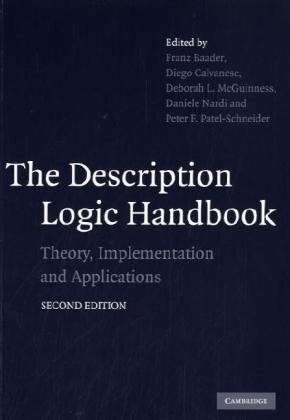 Edited by
Franz Baader,
Diego Calvanese,
Deborah L. McGuinness,
Daniele Nardi and
Peter F. Patel-Schneider
The Description
Logic Handbook
Theory, Implementation
and Applications
SECOND EDITION
CAMBRIDGE